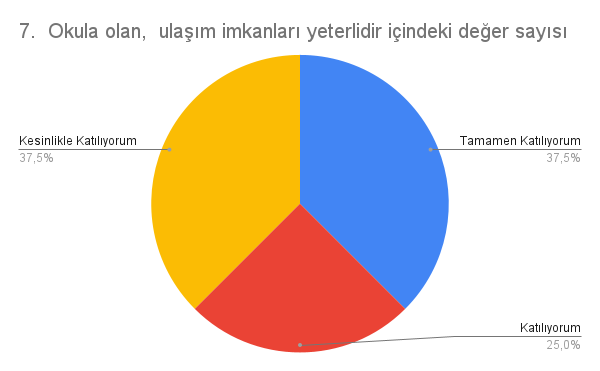 7.  Okula olan,  ulaşım imkanları yeterlidir içindeki değer sayısı
Kesinlikle Katılıyorum
37,5%
Tamamen Katılıyorum
37,5%
Katılıyorum
25,0%